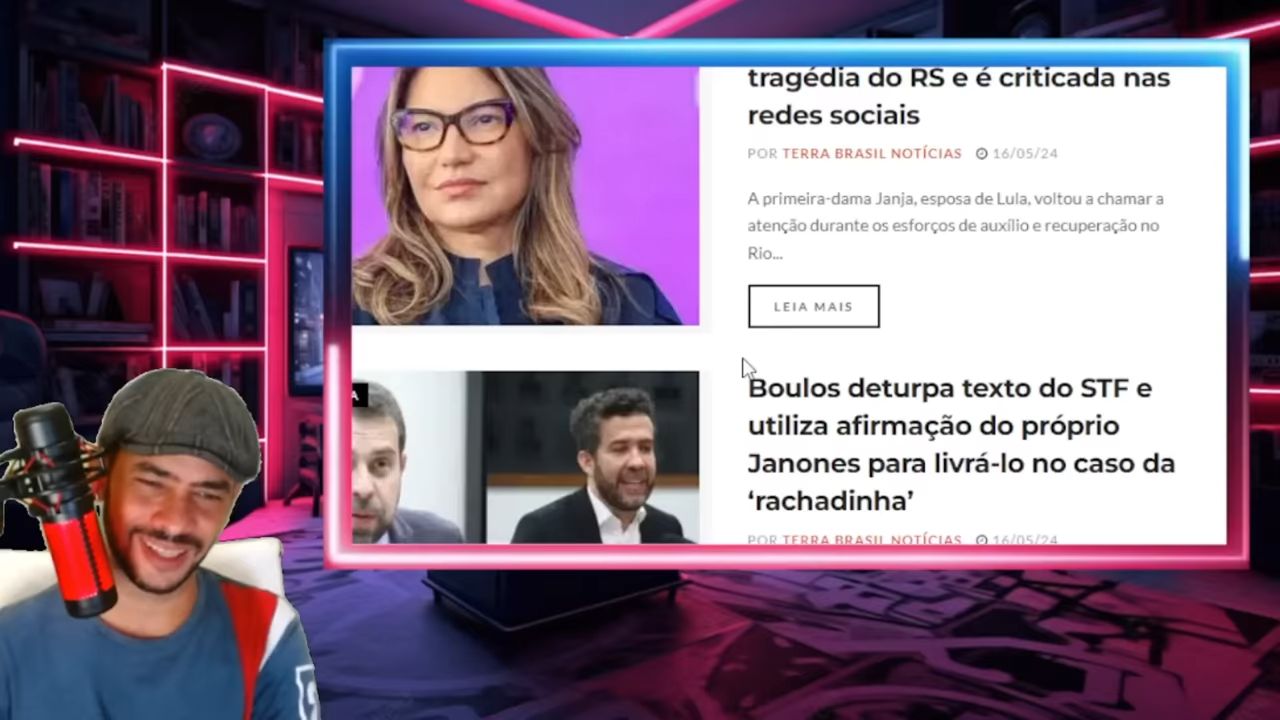 tragédia do RS e é criticada nas
redes sociais
POR TERRA BRASIL NOTÍCIAS 16/05/24
A primeira-dama Janja, esposa de Lula, voltou a chamar a
atenção durante os esforços de auxílio e recuperação no
Rio...
LEIA MAIS
A
Boulos deturpa texto do STF e
utiliza afirmação do próprio
Janones para livrá-lo no caso da
‘rachadinha’
POR TERRA BRASIL NOTÍCIAS 16/05/24